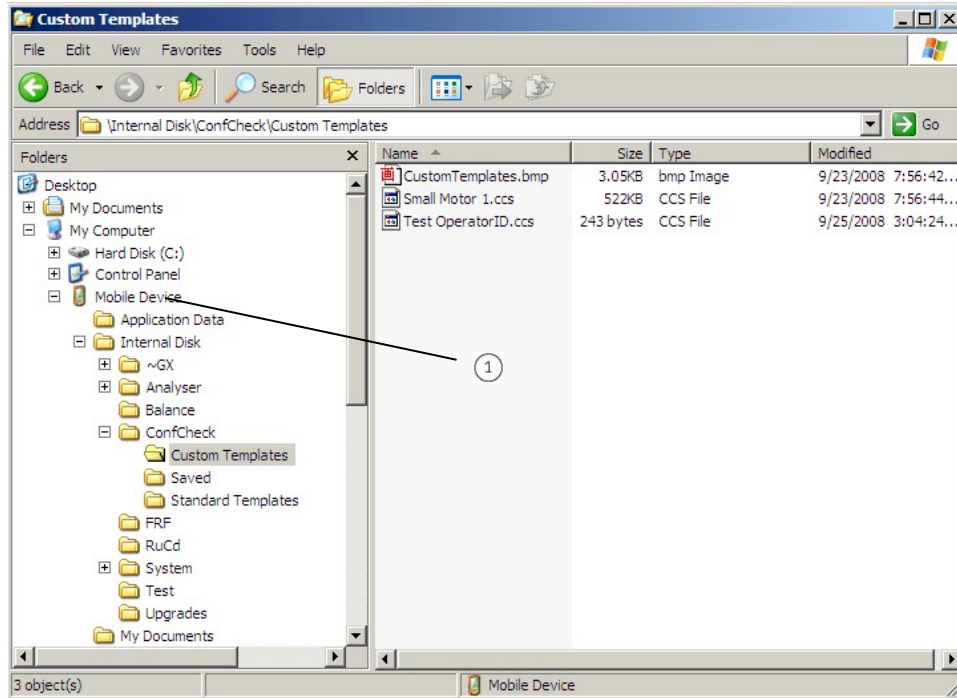 Custom Templates
File Edit View Favorites Tools Help
Back Search Folders
Address \Internal Disk\ConfCheck\Custom Templates Go
Folders
Desktop
My Documents
My Computer
Hard Disk (C:)
Control Panel
Mobile Device
Application Data
Internal Disk
~GX
Analyser
Balance
ConfCheck
Custom Templates
Saved
Standard Templates
FRF
RuCd
System
Test
Upgrades
My Documents
Name Size Type Modified
CustomTemplates.bmp 3.05KB bmp Image 9/23/2008 7:56:42...
Small Motor 1.ccs 522KB CCS File 9/23/2008 7:56:44...
Test OperatorID.ccs 243 bytes CCS File 9/25/2008 3:04:24...
1
3 object(s) Mobile Device